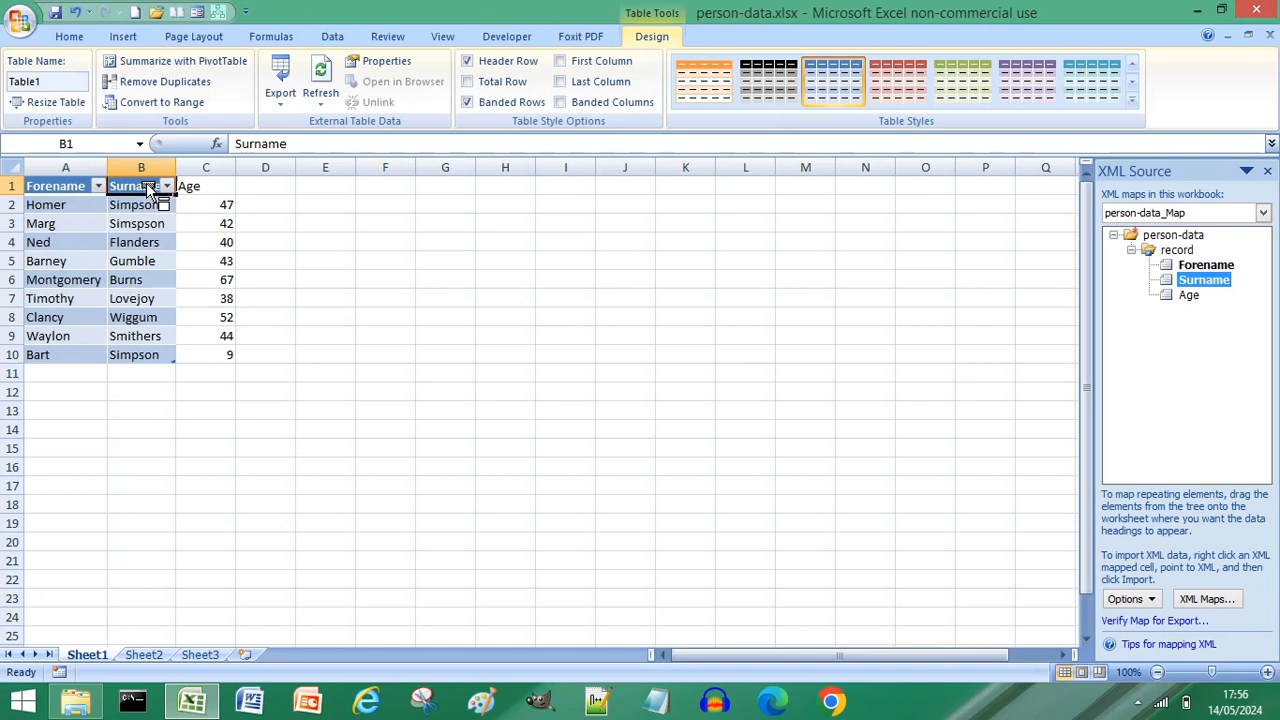 Table Tools
person-data.xlsx - Microsoft Excel non-commercial use
Home Insert Page Layout Formulas Data Review View Developer Foxit PDF Design
Table Name:
Table1
Resize Table
Properties
Summarize with PivotTable
Remove Duplicates
Convert to Range
Tools
Export
Refresh
Properties
Open in Browser
Unlink
External Table Data
Header Row
Total Row
Banded Rows
First Column
Last Column
Banded Columns
Table Style Options
Table Styles
B1
fx
Surname
A B C D E F G H I J K L M N O P Q
1 Forename Surname Age
2 Homer Simpson 47
3 Marg Simspson 42
4 Ned Flanders 40
5 Barney Gumble 43
6 Montgomery Burns 67
7 Timothy Lovejoy 38
8 Clancy Wiggum 52
9 Waylon Smithers 44
10 Bart Simpson 9
11
12
13
14
15
16
17
18
19
20
21
22
23
24
25
XML Source
XML maps in this workbook:
person-data_Map
person-data
record
Forename
Surname
Age
To map repeating elements, drag the
elements from the tree onto the
worksheet where you want the data
headings to appear.
To import XML data, right click an XML
mapped cell, point to XML, and then
click Import.
Options
XML Maps...
Verify Map for Export...
Tips for mapping XML
Sheet1 Sheet2 Sheet3
Ready
100%
17:56
14/05/2024